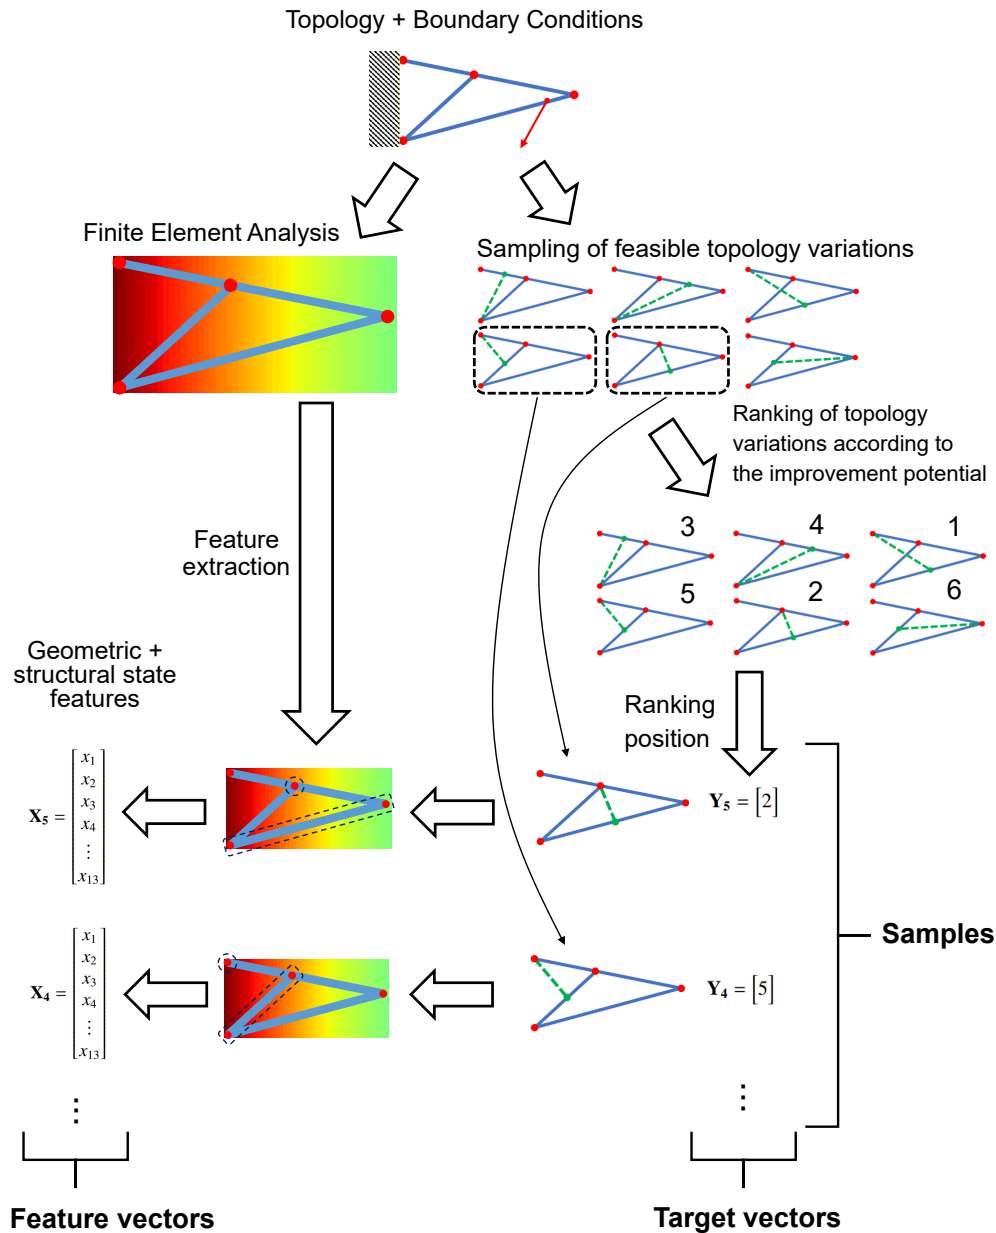 Topology + Boundary Conditions
Finite Element Analysis
Sampling of feasible topology variations
Ranking of topology
variations according to
the improvement potential
3
4
1
5
2
6
Feature
extraction
Geometric +
structural state
features
Ranking
position
X5 = [x1 x2 x3 x4 ⋮ x13]
Y5 = [2]
Samples
X4 = [x1 x2 x3 x4 ⋮ x13]
Y4 = [5]
⋮
⋮
Feature vectors
Target vectors